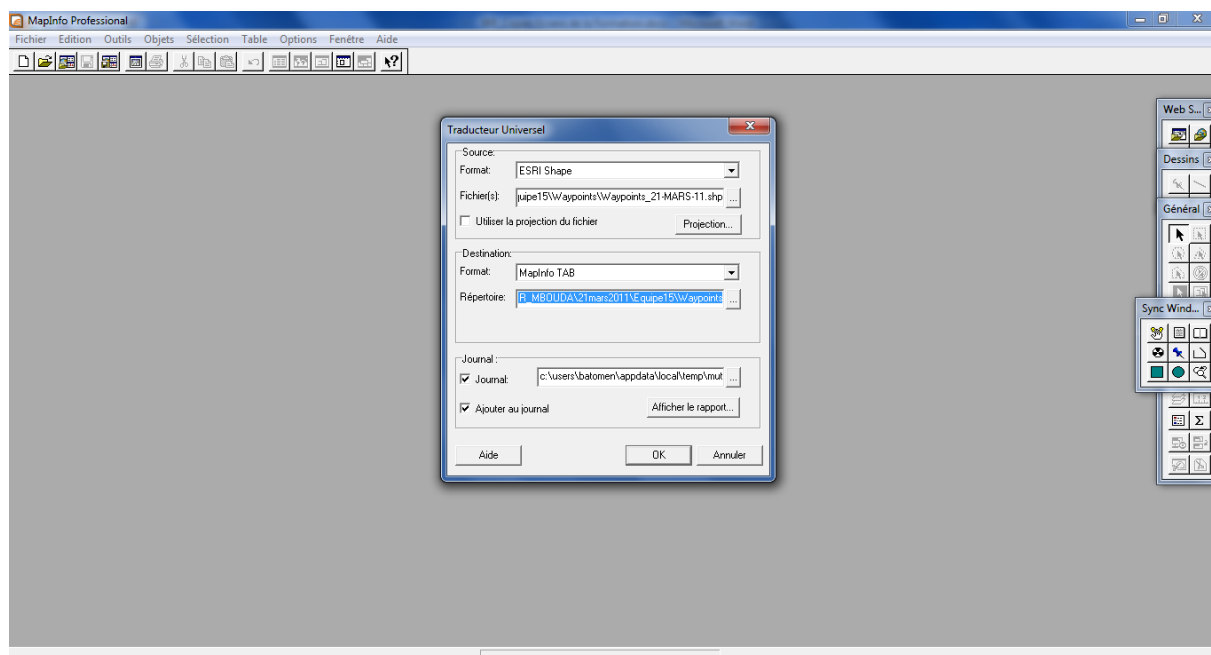 MapInfo Professional
Fichier Edition Outils Objets Sélection Table Options Fenêtre Aide
Web S...
Dessins
Général
Sync Wind...
Traducteur Universel
Source:
Format: ESRI Shape
Fichier(s): juipe15\Waypoints\Waypoints_21-MARS-11.shp ...
Utiliser la projection du fichier Projection...
Destination:
Format: MapInfo TAB
Répertoire: R_MBOUDA\21mars2011\Equipe15\Waypoints ...
Journal :
Journal: c:\users\batomen\appdata\local\temp\mut ...
Ajouter au journal Afficher le rapport...
Aide OK Annuler